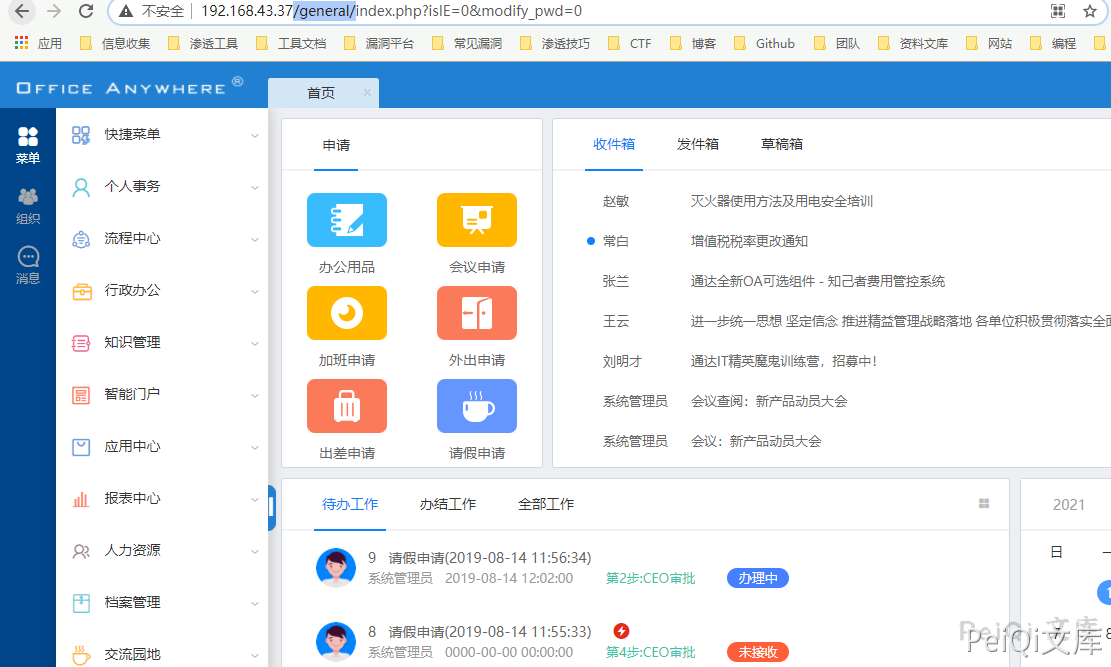 不安全 192.168.43.37/general/index.php?isIE=0&modify_pwd=0
应用 信息收集 渗透工具 工具文档 漏洞平台 常见漏洞 渗透技巧 CTF 博客 Github 团队 资料文库 网站 编程
OFFICE ANYWHERE®
首页 ×
菜单
组织
消息
快捷菜单
个人事务
流程中心
行政办公
知识管理
智能门户
应用中心
报表中心
人力资源
档案管理
交流园地
申请
办公用品 会议申请
加班申请 外出申请
出差申请 请假申请
收件箱 发件箱 草稿箱
赵敏 灭火器使用方法及用电安全培训
常白 增值税税率更改通知
张兰 通达全新OA可选组件 - 知己者费用管控系统
王云 进一步统一思想 坚定信念 推进精益管理战略落地 各单位积极贯彻落实全面
刘明才 通达IT精英魔鬼训练营，招募中！
系统管理员 会议查阅：新产品动员大会
系统管理员 会议：新产品动员大会
待办工作 办结工作 全部工作
9 请假申请(2019-08-14 11:56:34)
系统管理员 2019-08-14 12:02:00 第2步:CEO审批 办理中
8 请假申请(2019-08-14 11:55:33)
系统管理员 0000-00-00 00:00:00 第4步:CEO审批 未接收
2021
日 一
1
7 8
PeiQi文库
PeiQi文库